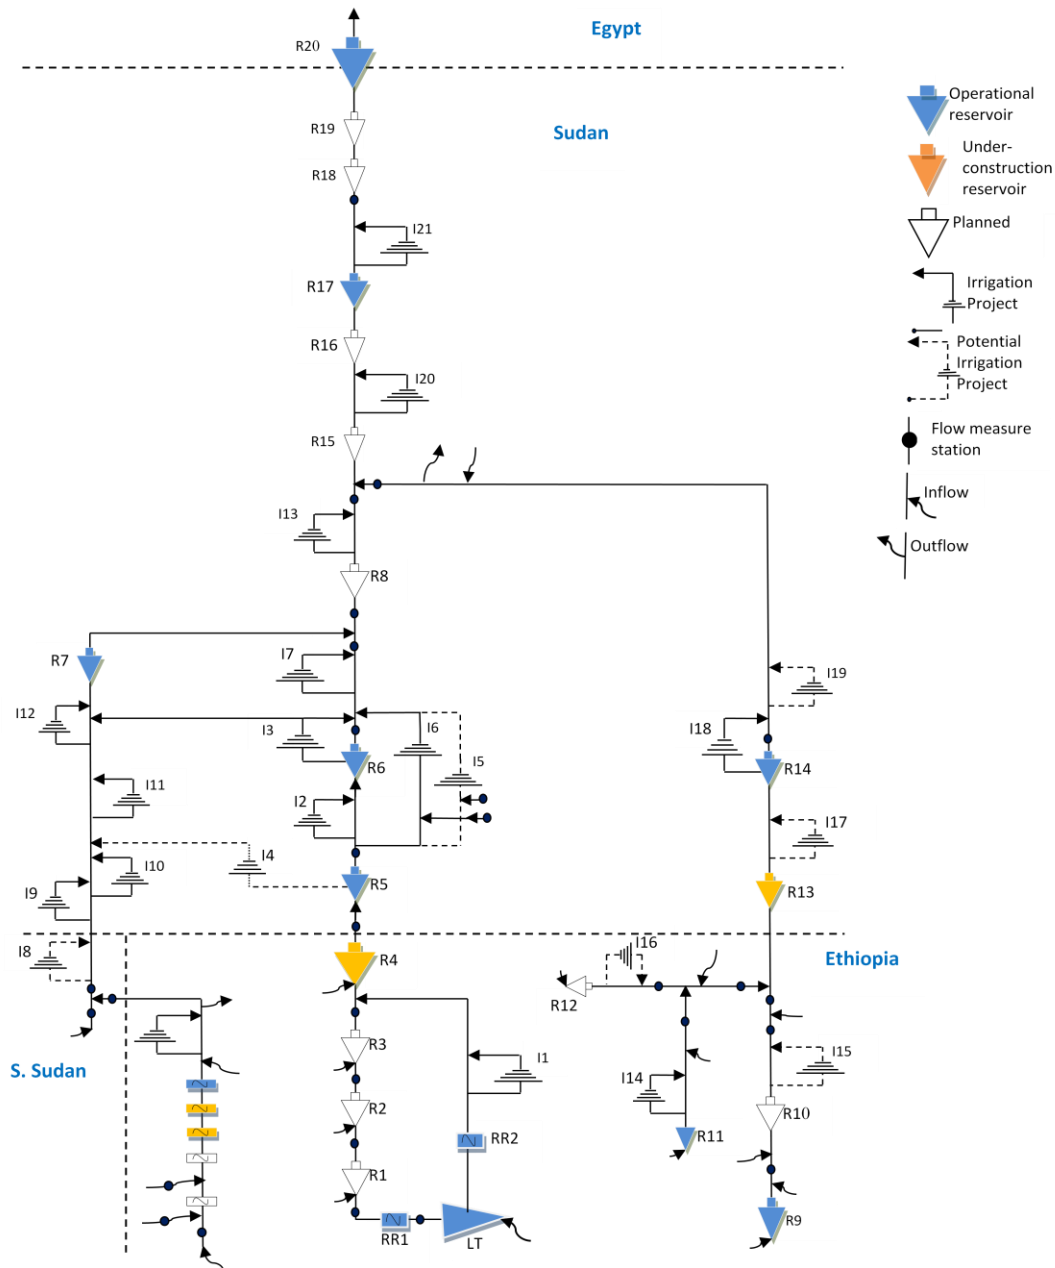 R20
Egypt
Operational
reservoir
R19
Sudan
Under-
construction
reservoir
R18
Planned
I21
R17
Irrigation
Project
R16
Potential
Irrigation
Project
I20
R15
Flow measure
station
Inflow
I13
Outflow
R8
R7
I7
I19
I12
I3
I6
I18
R6
I5
R14
I11
I2
I17
I4
I10
R5
R13
I9
I8
I16
R4
Ethiopia
R12
R3
I1
I15
S. Sudan
I14
R2
R10
RR2
R11
R1
R9
RR1
LT